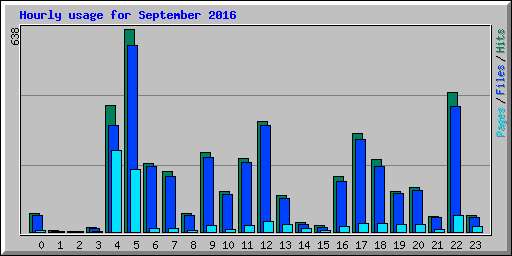 Hourly usage for September 2016
638
Pages / Files / Hits
0 1 2 3 4 5 6 7 8 9 10 11 12 13 14 15 16 17 18 19 20 21 22 23